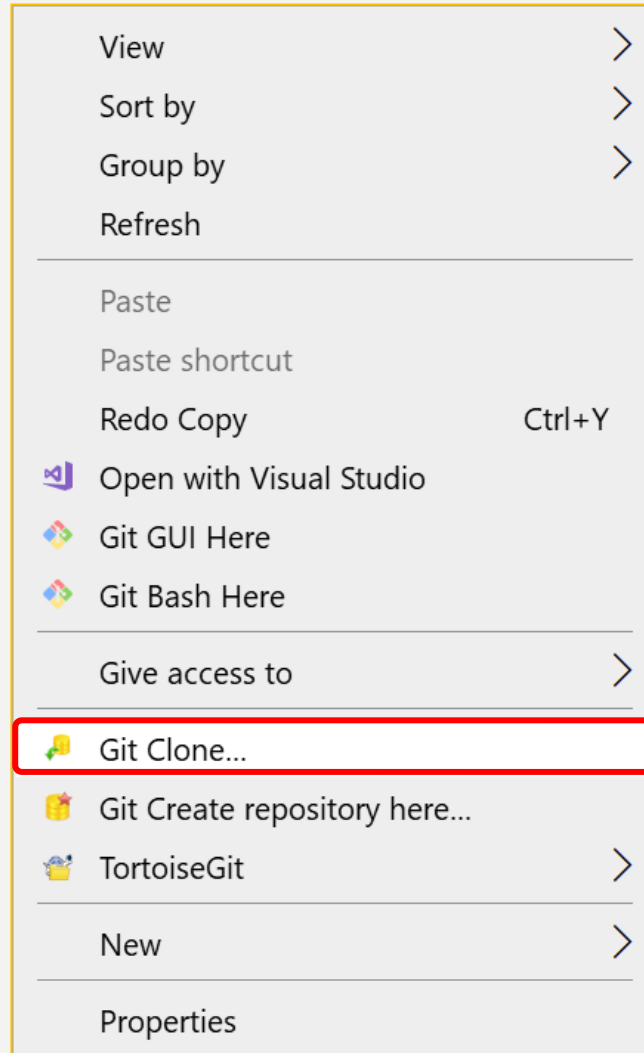 View
Sort by
Group by
Refresh
Paste
Paste shortcut
Redo Copy Ctrl+Y
Open with Visual Studio
Git GUI Here
Git Bash Here
Give access to
Git Clone...
Git Create repository here...
TortoiseGit
New
Properties